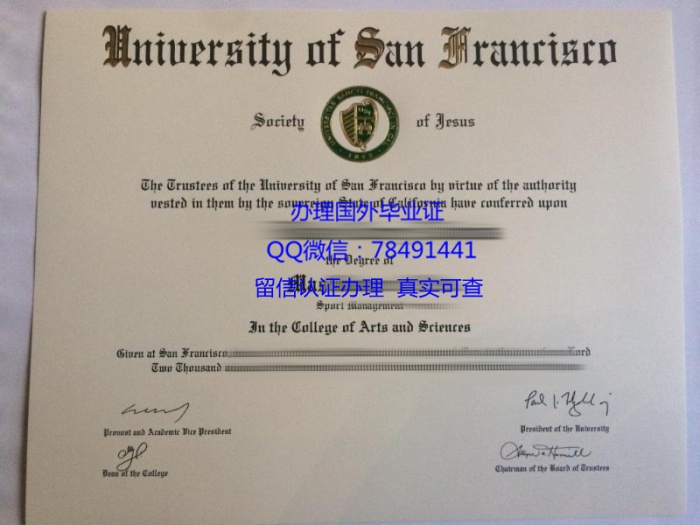 University of San Francisco
Society of Jesus
The Trustees of the University of San Francisco by virtue of the authority
vested in them by the sovereign State of California have conferred upon
办理国外毕业证
QQ微信：78491441
the Degree of
留信认证办理 真实可查
Sport Management
In the College of Arts and Sciences
Given at San Francisco
Two Thousand
Provost and Academic Vice President
President of the University
Dean of the College
Chairman of the Board of Trustees